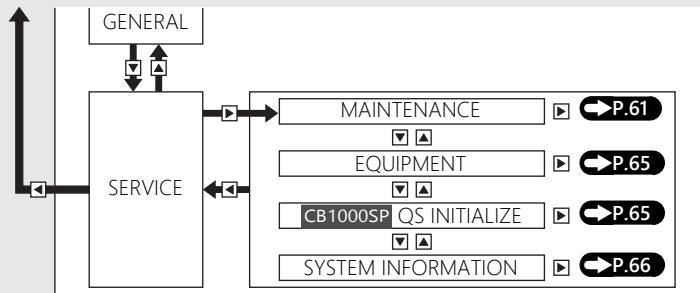 GENERAL
MAINTENANCE P.61
EQUIPMENT P.65
SERVICE
CB1000SP QS INITIALIZE P.65
SYSTEM INFORMATION P.66